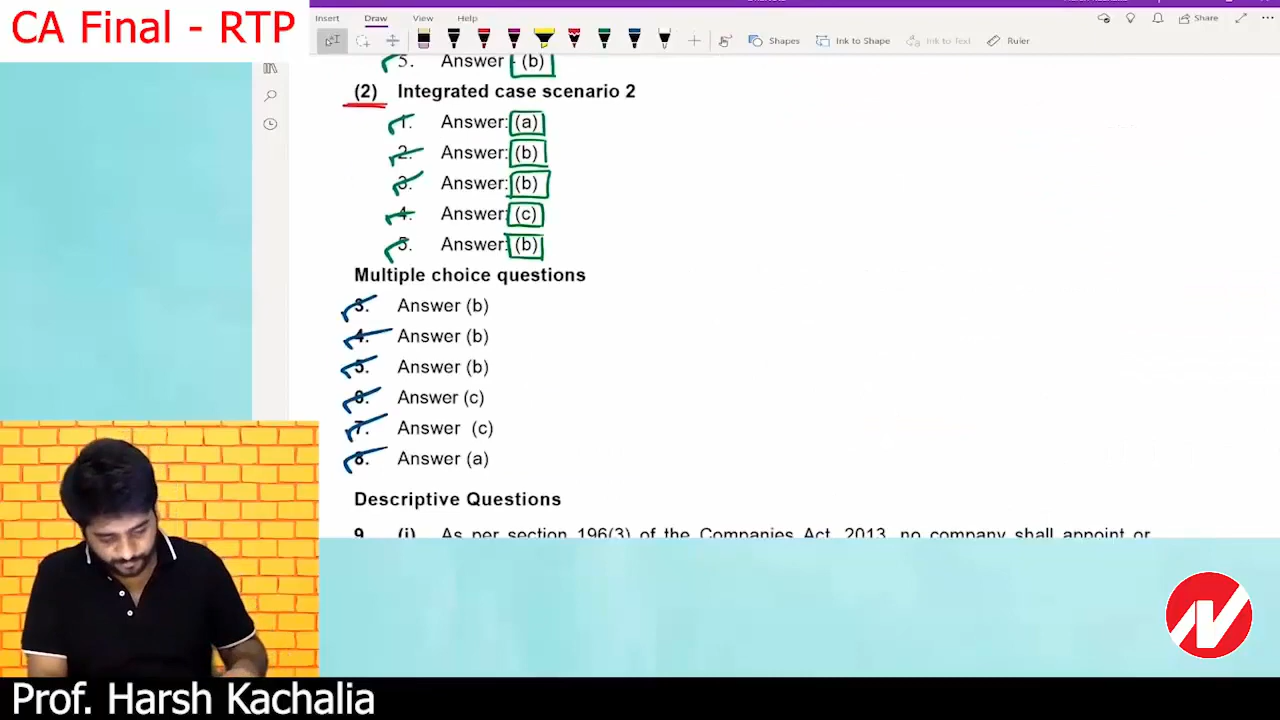 CA Final - RTP
Insert Draw View Help
Share
Shapes Ink to Shape Ink to Text Ruler
5. Answer - (b)
(2) Integrated case scenario 2
1. Answer: (a)
2. Answer: (b)
3. Answer: (b)
4. Answer: (c)
5. Answer: (b)
Multiple choice questions
3. Answer (b)
4. Answer (b)
5. Answer (b)
6. Answer (c)
7. Answer (c)
8. Answer (a)
Descriptive Questions
9. (i) As per section 196(3) of the Companies Act, 2013, no company shall appoint or
Prof. Harsh Kachalia